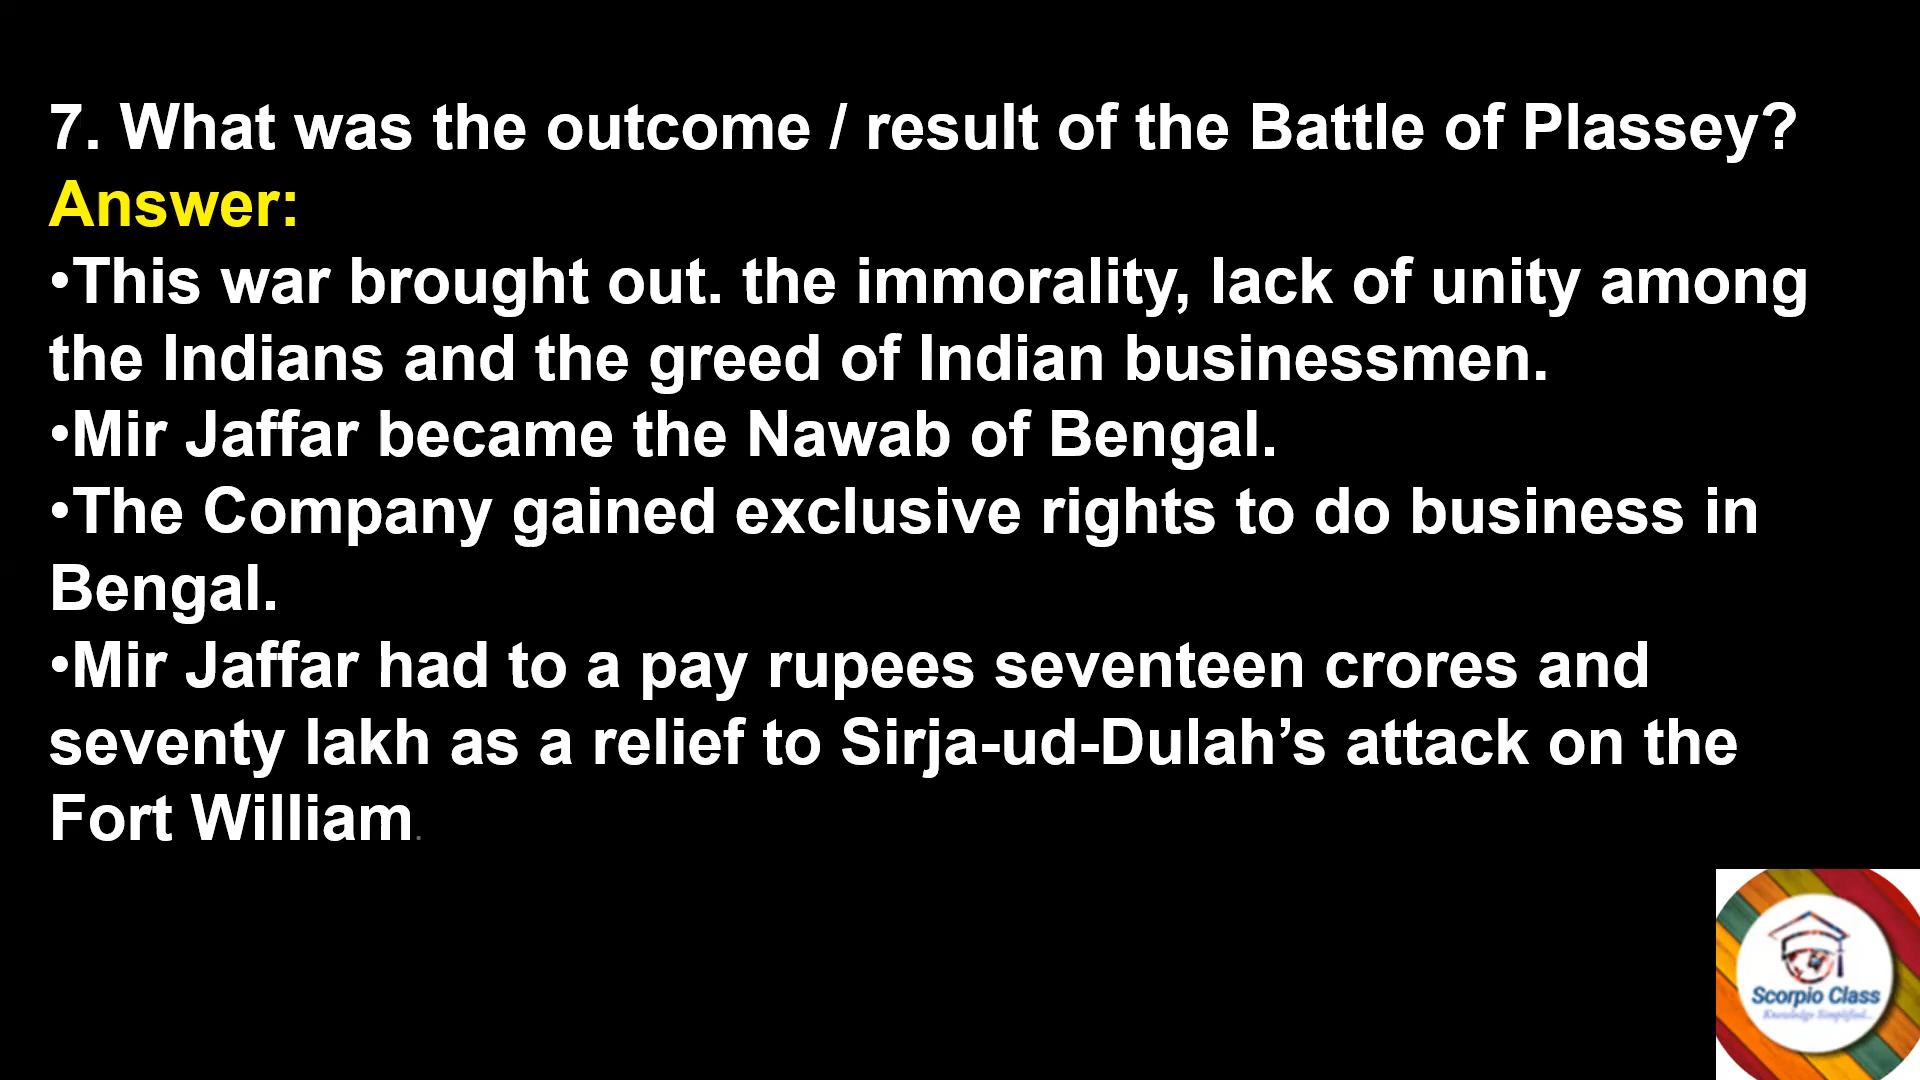 7. What was the outcome / result of the Battle of Plassey?
Answer:
•This war brought out. the immorality, lack of unity among
the Indians and the greed of Indian businessmen.
•Mir Jaffar became the Nawab of Bengal.
•The Company gained exclusive rights to do business in
Bengal.
•Mir Jaffar had to a pay rupees seventeen crores and
seventy lakh as a relief to Sirja-ud-Dulah’s attack on the
Fort William.
Scorpio Class
Knowledge Simplified...